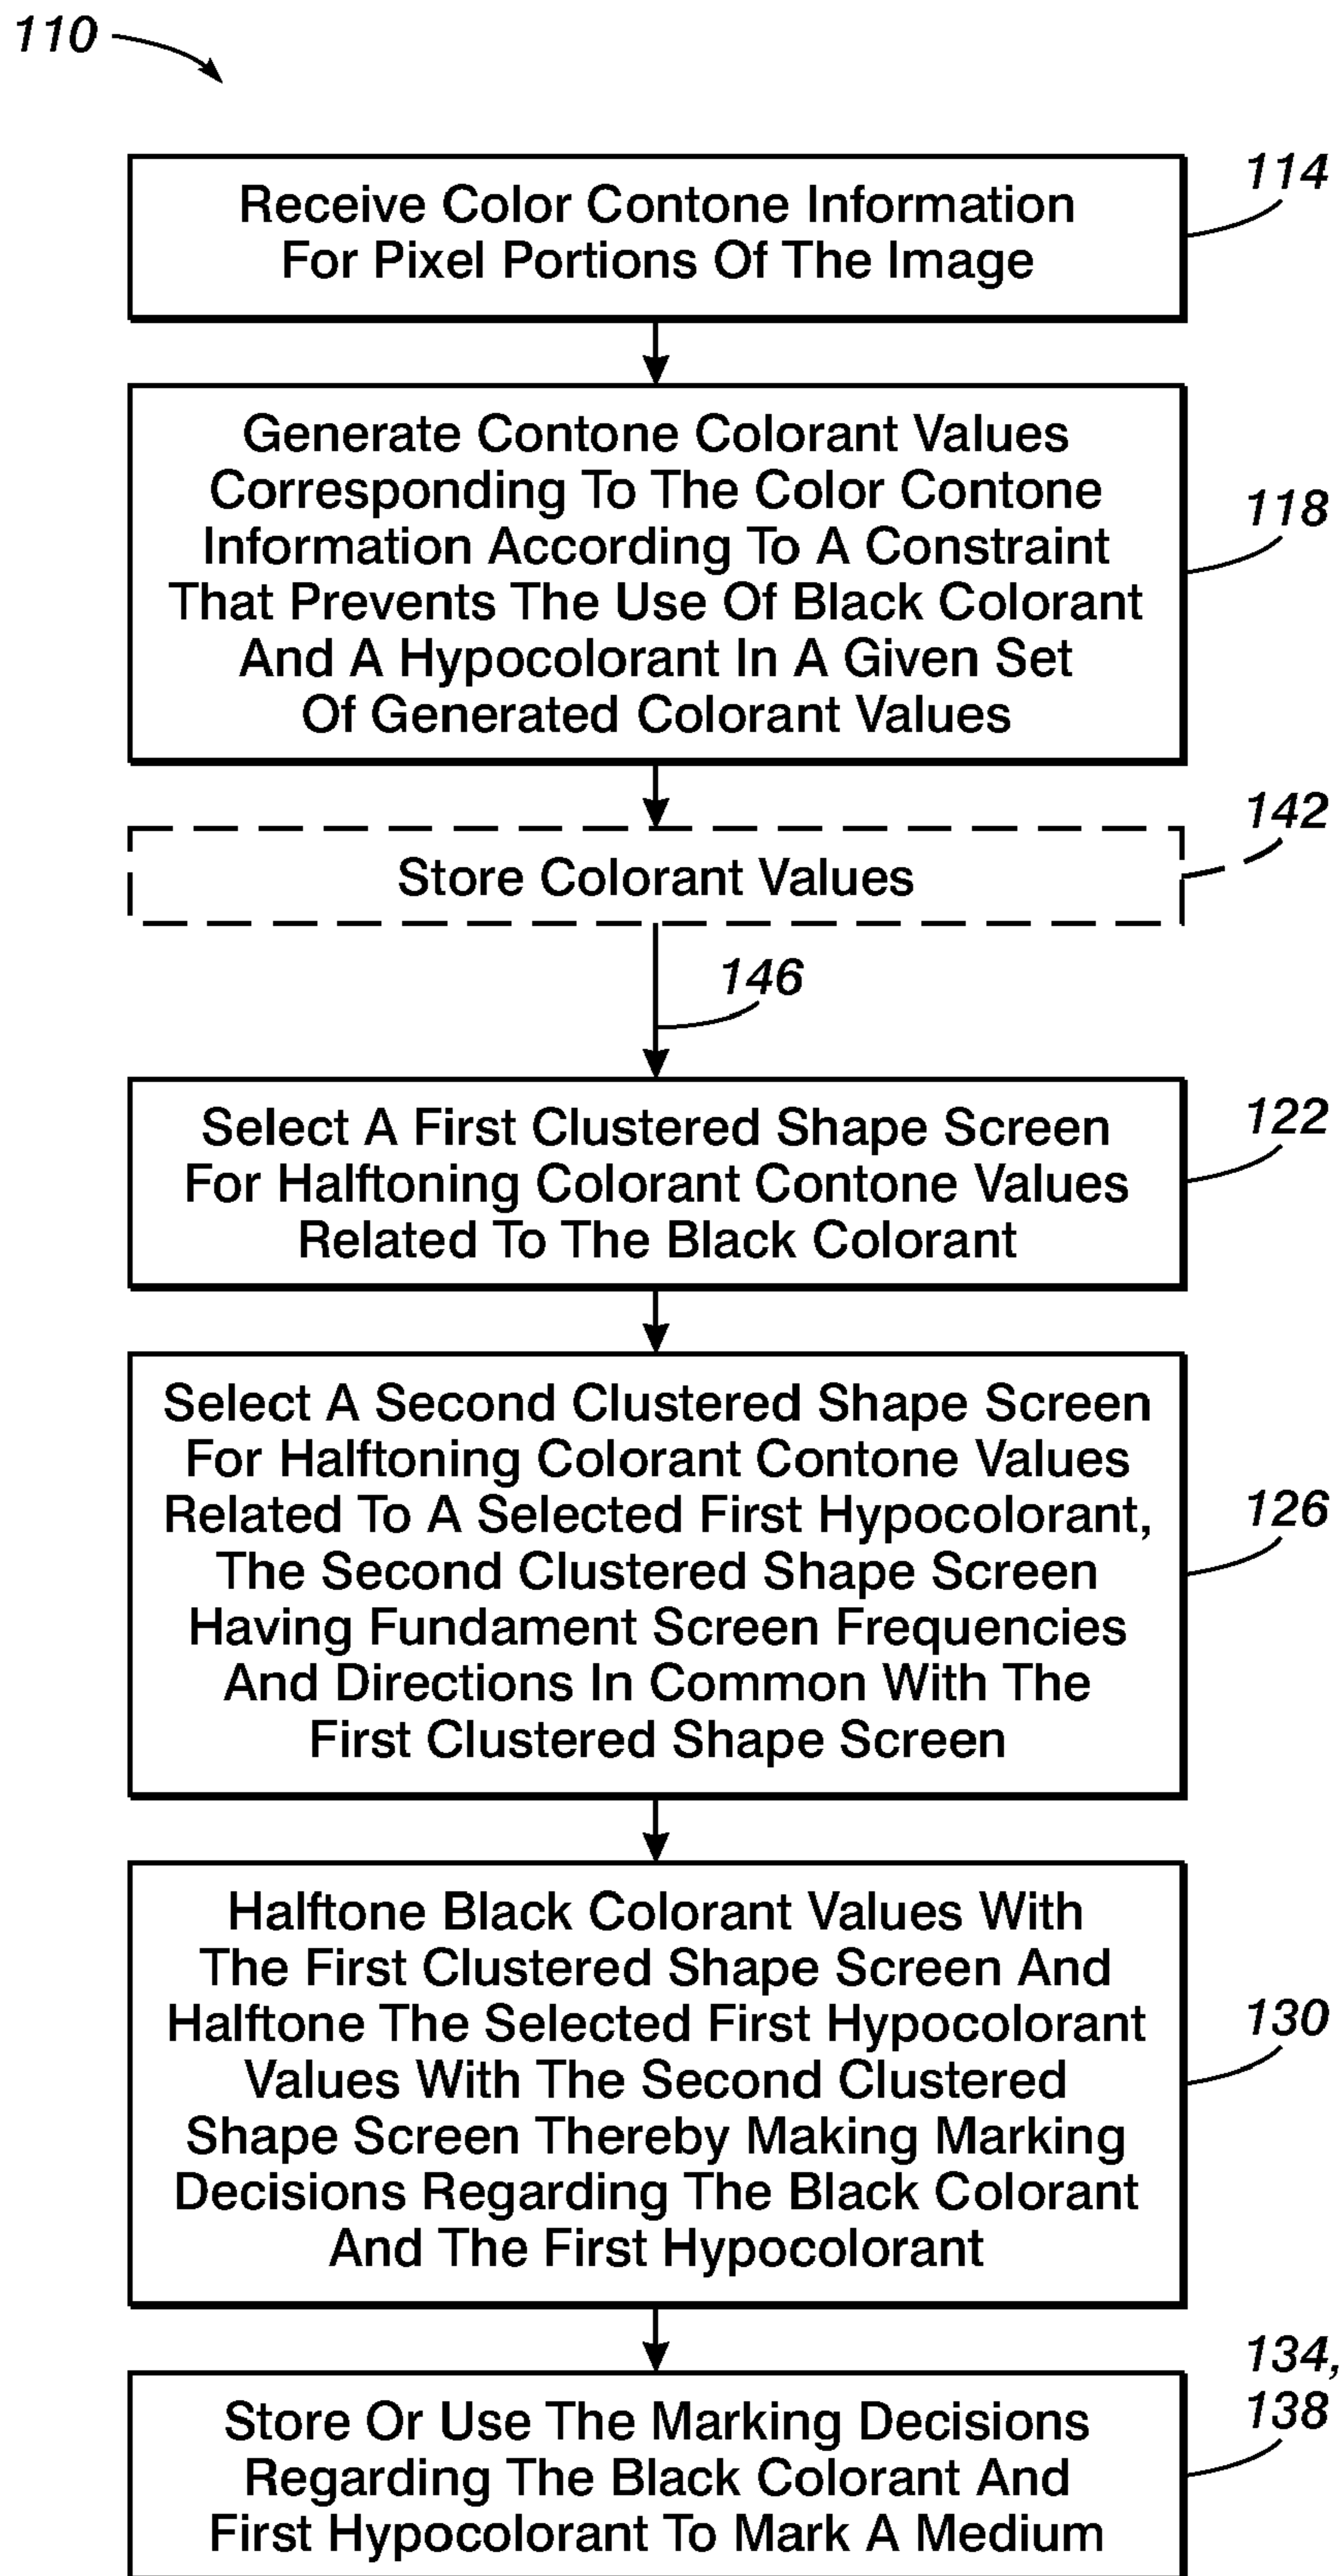 110
114
Receive Color Contone Information
For Pixel Portions Of The Image
Generate Contone Colorant Values
Corresponding To The Color Contone
Information According To A Constraint
That Prevents The Use Of Black Colorant
And A Hypocolorant In A Given Set
Of Generated Colorant Values
118
142
Store Colorant Values
146
Select A First Clustered Shape Screen
For Halftoning Colorant Contone Values
Related To The Black Colorant
122
Select A Second Clustered Shape Screen
For Halftoning Colorant Contone Values
Related To A Selected First Hypocolorant,
The Second Clustered Shape Screen
Having Fundament Screen Frequencies
And Directions In Common With The
First Clustered Shape Screen
126
Halftone Black Colorant Values With
The First Clustered Shape Screen And
Halftone The Selected First Hypocolorant
Values With The Second Clustered
Shape Screen Thereby Making Marking
Decisions Regarding The Black Colorant
And The First Hypocolorant
130
134,
138
Store Or Use The Marking Decisions
Regarding The Black Colorant And
First Hypocolorant To Mark A Medium